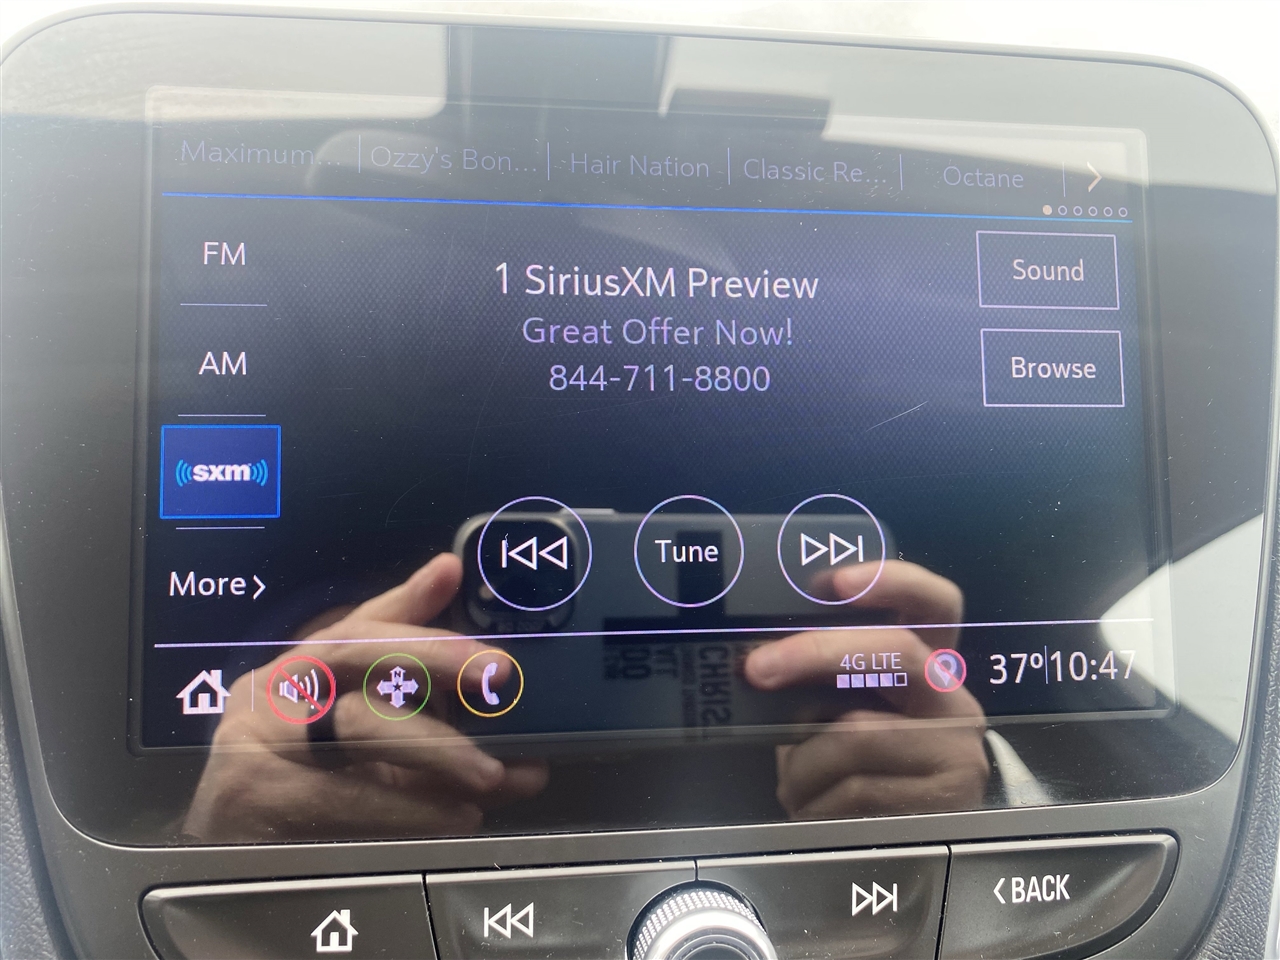 Maximum...
Ozzy's Bon...
Hair Nation
Classic Re...
Octane
FM
1 SiriusXM Preview
Sound
Great Offer Now!
AM
844-711-8800
Browse
sxm
Tune
More
4G LTE
37°
10:47
N
CHRIS
BACK